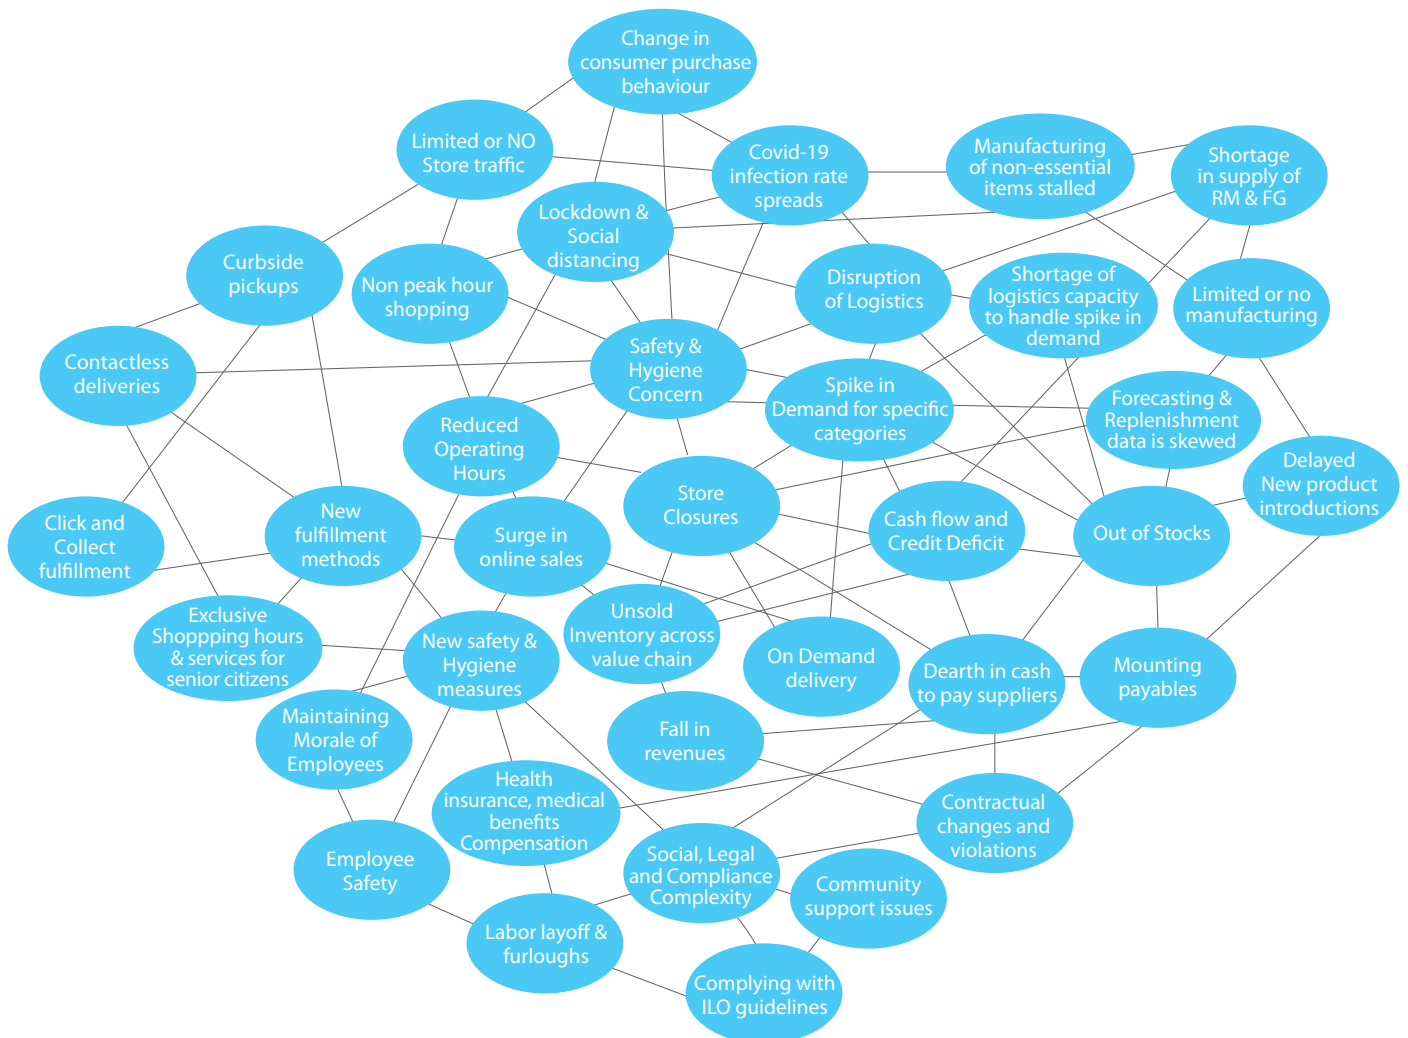 Change in
consumer purchase
behaviour
Limited or NO
Store traffic
Covid-19
infection rate
spreads
Manufacturing
of non-essential
items stalled
Shortage
in supply of
RM & FG
Lockdown &
Social
distancing
Curbside
pickups
Non peak hour
shopping
Disruption
of Logistics
Shortage of
logistics capacity
to handle spike in
demand
Limited or no
manufacturing
Contactless
deliveries
Safety &
Hygiene
Concern
Spike in
Demand for specific
categories
Forecasting &
Replenishment
data is skewed
Reduced
Operating
Hours
Delayed
New product
introductions
Store
Closures
Click and
Collect
fulfillment
New
fulfillment
methods
Surge in
online sales
Cash flow and
Credit Deficit
Out of Stocks
Exclusive
Shoppping hours
& services for
senior citizens
New safety &
Hygiene
measures
Unsold
Inventory across
value chain
On Demand
delivery
Dearth in cash
to pay suppliers
Mounting
payables
Maintaining
Morale of
Employees
Fall in
revenues
Health
insurance, medical
benefits
Compensation
Contractual
changes and
violations
Employee
Safety
Social, Legal
and Compliance
Complexity
Community
support issues
Labor layoff &
furloughs
Complying with
ILO guidelines